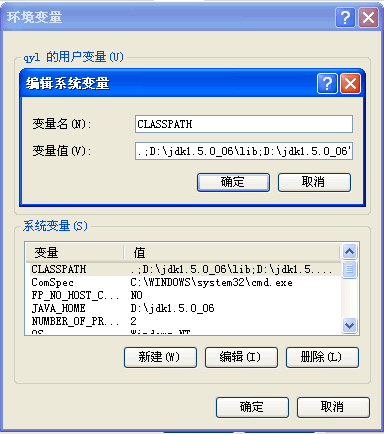 环境变量
qyl 的用户变量(U)
编辑系统变量
变量名(N): CLASSPATH
变量值(V): .;D:\jdk1.5.0_06\lib;D:\jdk1.5.0_06
确定 取消
系统变量(S)
变量 值
CLASSPATH .;D:\jdk1.5.0_06\lib;D:\jdk1.5....
ComSpec C:\WINDOWS\system32\cmd.exe
FP_NO_HOST_C... NO
JAVA_HOME D:\jdk1.5.0_06
NUMBER_OF_PR... 2
OS Windows_NT
新建(W) 编辑(I) 删除(L)
确定 取消